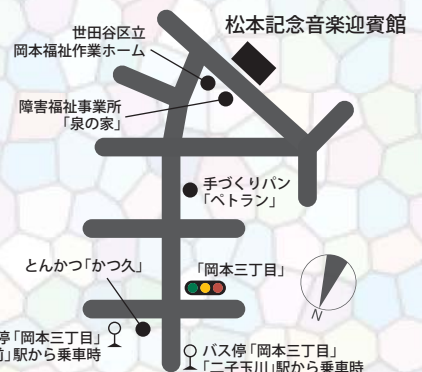 松本記念音楽迎賓館
世田谷区立
岡本福祉作業ホーム
障害福祉事業所
「泉の家」
手づくりパン
「ペトラン」
とんかつ「かつ久」
「岡本三丁目」
N
停「岡本三丁目」
」駅から乗車時
バス停「岡本三丁目」
「二子玉川」駅から乗車時